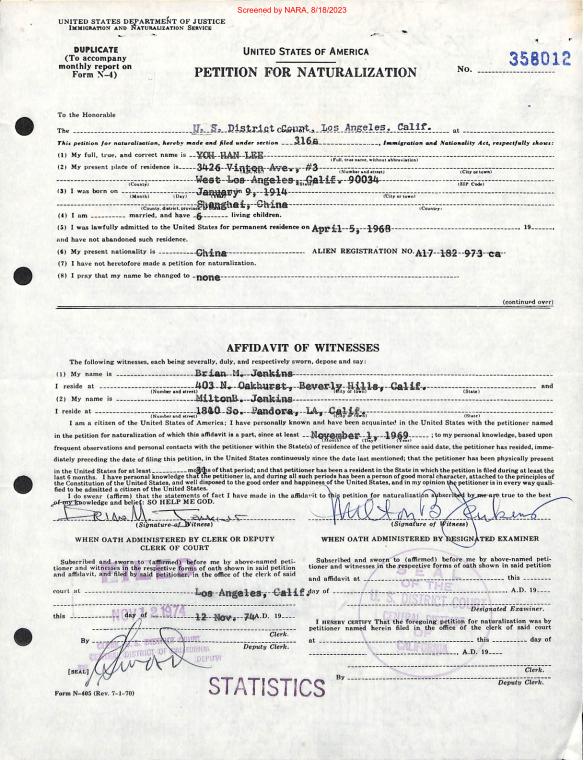 Screened by NARA, 8/18/2023
UNITED STATES DEPARTMENT OF JUSTICE
IMMIGRATION AND NATURALIZATION SERVICE
DUPLICATE
(To accompany
monthly report on
Form N-4)
UNITED STATES OF AMERICA
PETITION FOR NATURALIZATION
No. 358012
To the Honorable
The U. S. District Court, Los Angeles, Calif. at
This petition for naturalization, hereby made and filed under section 316a, Immigration and Nationality Act, respectfully shows:
(1) My full, true, and correct name is YOH HAN LEE
(Full, true name, without abbreviation)
(2) My present place of residence is 3426 Vinton Ave., #3
(Number and street) (City or town)
West Los Angeles, Calif. 90034
(County) (ZIP Code)
(3) I was born on January 9, 1914
(Month) (Day) (Year) (City or town)
Shanghai, China
(County, district, province) (Country)
(4) I am married, and have 6 living children.
(5) I was lawfully admitted to the United States for permanent residence on April 5, 1968 19
and have not abandoned such residence.
(6) My present nationality is China ALIEN REGISTRATION NO. A17 182 973 ca
(7) I have not heretofore made a petition for naturalization.
(8) I pray that my name be changed to none
(continued over)
AFFIDAVIT OF WITNESSES
The following witnesses, each being severally, duly, and respectively sworn, depose and say:
(1) My name is Brian M. Jenkins
I reside at 403 N. Oakhurst, Beverly Hills, Calif. and
(Number and street) (City or town) (State)
(2) My name is MiltonB. Jenkins
I reside at 1840 So. Pandora, LA, Calif.
(Number and street) (City or town) (State)
I am a citizen of the United States of America; I have personally known and have been acquainted in the United States with the petitioner named
in the petition for naturalization of which this affidavit is a part, since at least November 1, 1969; to my personal knowledge, based upon
(Month) (Day) (Year)
frequent observations and personal contacts with the petitioner within the State(s) of residence of the petitioner since said date, the petitioner has resided, imme-
diately preceding the date of filing this petition, in the United States continuously since the date last mentioned; that the petitioner has been physically present
in the United States for at least months of that period; and that petitioner has been a resident of the State in which the petition is filed during at least the
last 6 months. I have personal knowledge that the petitioner is, and during all such periods has been a person of good moral character, attached to the principles of
the Constitution of the United States, and well disposed to the good order and happiness of the United States, and in my opinion the petitioner is in every way quali-
fied to be admitted a citizen of the United States.
I do swear (affirm) that the statements of fact I have made in the affidavit to this petition for naturalization subscribed by me are true to the best
of my knowledge and belief: SO HELP ME GOD.
Brian M. Jenkins Milton B Jenkins
(Signature of Witness) (Signature of Witness)
WHEN OATH ADMINISTERED BY CLERK OR DEPUTY
CLERK OF COURT
Subscribed and sworn to (affirmed) before me by above-named peti-
tioner and witnesses in the respective forms of oath shown in said petition
and affidavit, and filed by said petitioner, in the office of the clerk of said
court at Los Angeles, Calif.
NOV 12 1974
this day of 12 Nov. 74 A.D. 19
Clerk.
By
Deputy Clerk.
CLERK, U. S. DISTRICT COURT
CENTRAL DISTRICT OF CALIFORNIA
DEPUTY
[SEAL]
Form N-405 (Rev. 7-1-70)
WHEN OATH ADMINISTERED BY DESIGNATED EXAMINER
Subscribed and sworn to (affirmed) before me by above-named peti-
tioner and witnesses in the respective forms of oath shown in said petition
and affidavit at this
day of A.D. 19
Designated Examiner.
I HEREBY CERTIFY That the foregoing petition for naturalization was by
petitioner named herein filed in the office of the clerk of said court
at this day of
A.D. 19
Clerk.
By
Deputy Clerk.
SEAL
OF THE
U. S. DISTRICT COURT
CENTRAL DISTRICT
OF
CALIFORNIA
STATISTICS